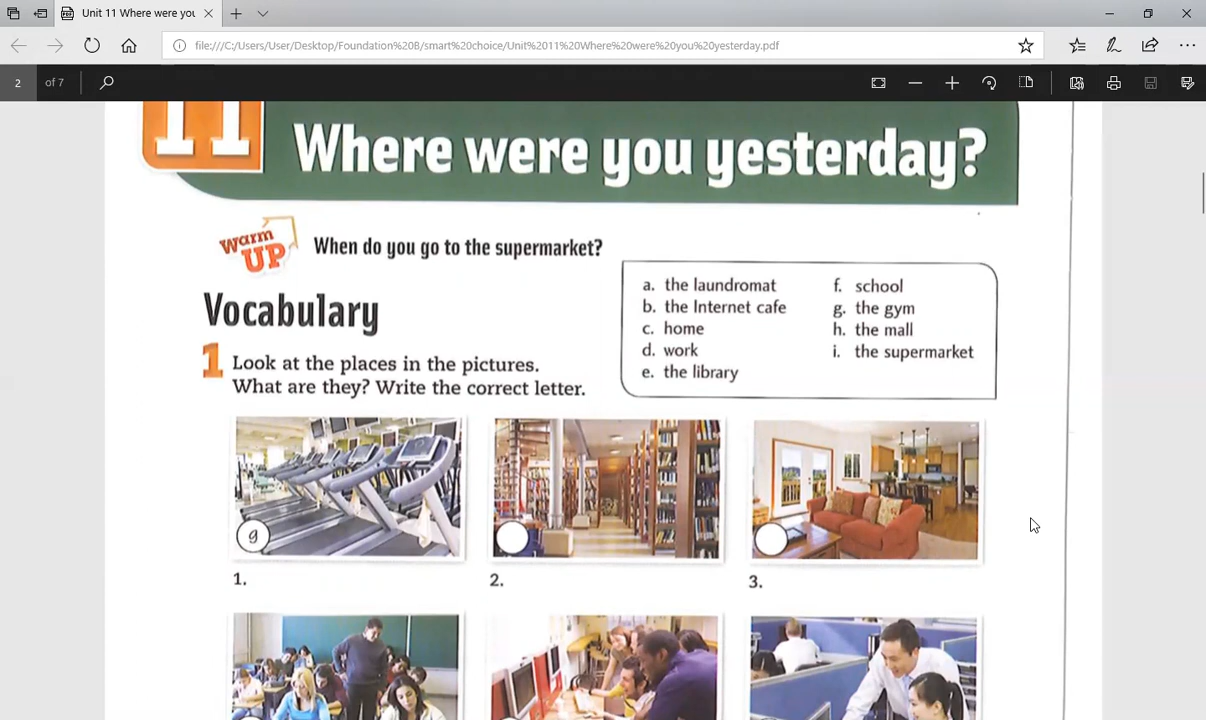 Unit 11 Where were you
file:///C:/Users/User/Desktop/Foundation%20B/smart%20choice/Unit%2011%20Where%20were%20you%20yesterday.pdf
2 of 7
11 Where were you yesterday?
Warm UP When do you go to the supermarket?
Vocabulary
a. the laundromat
b. the Internet cafe
c. home
d. work
e. the library
f. school
g. the gym
h. the mall
i. the supermarket
1 Look at the places in the pictures.
What are they? Write the correct letter.
g
1.
2.
3.